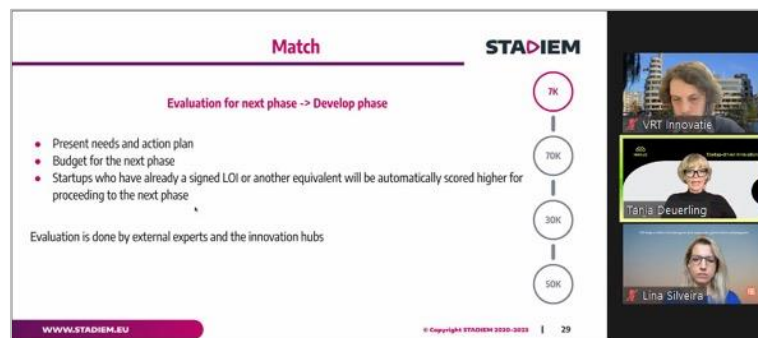 Match
STADIEM
Evaluation for next phase -> Develop phase
7K
● Present needs and action plan
70K
● Budget for the next phase
● Startups who have already a signed LOI or another equivalent will be automatically scored higher for
proceeding to the next phase
30K
Evaluation is done by external experts and the innovation hubs
50K
WWW.STADIEM.EU
© Copyright STADIEM 2020-2023 | 29
VRT Innovatie
Tanja Deuerling
Lina Silveira